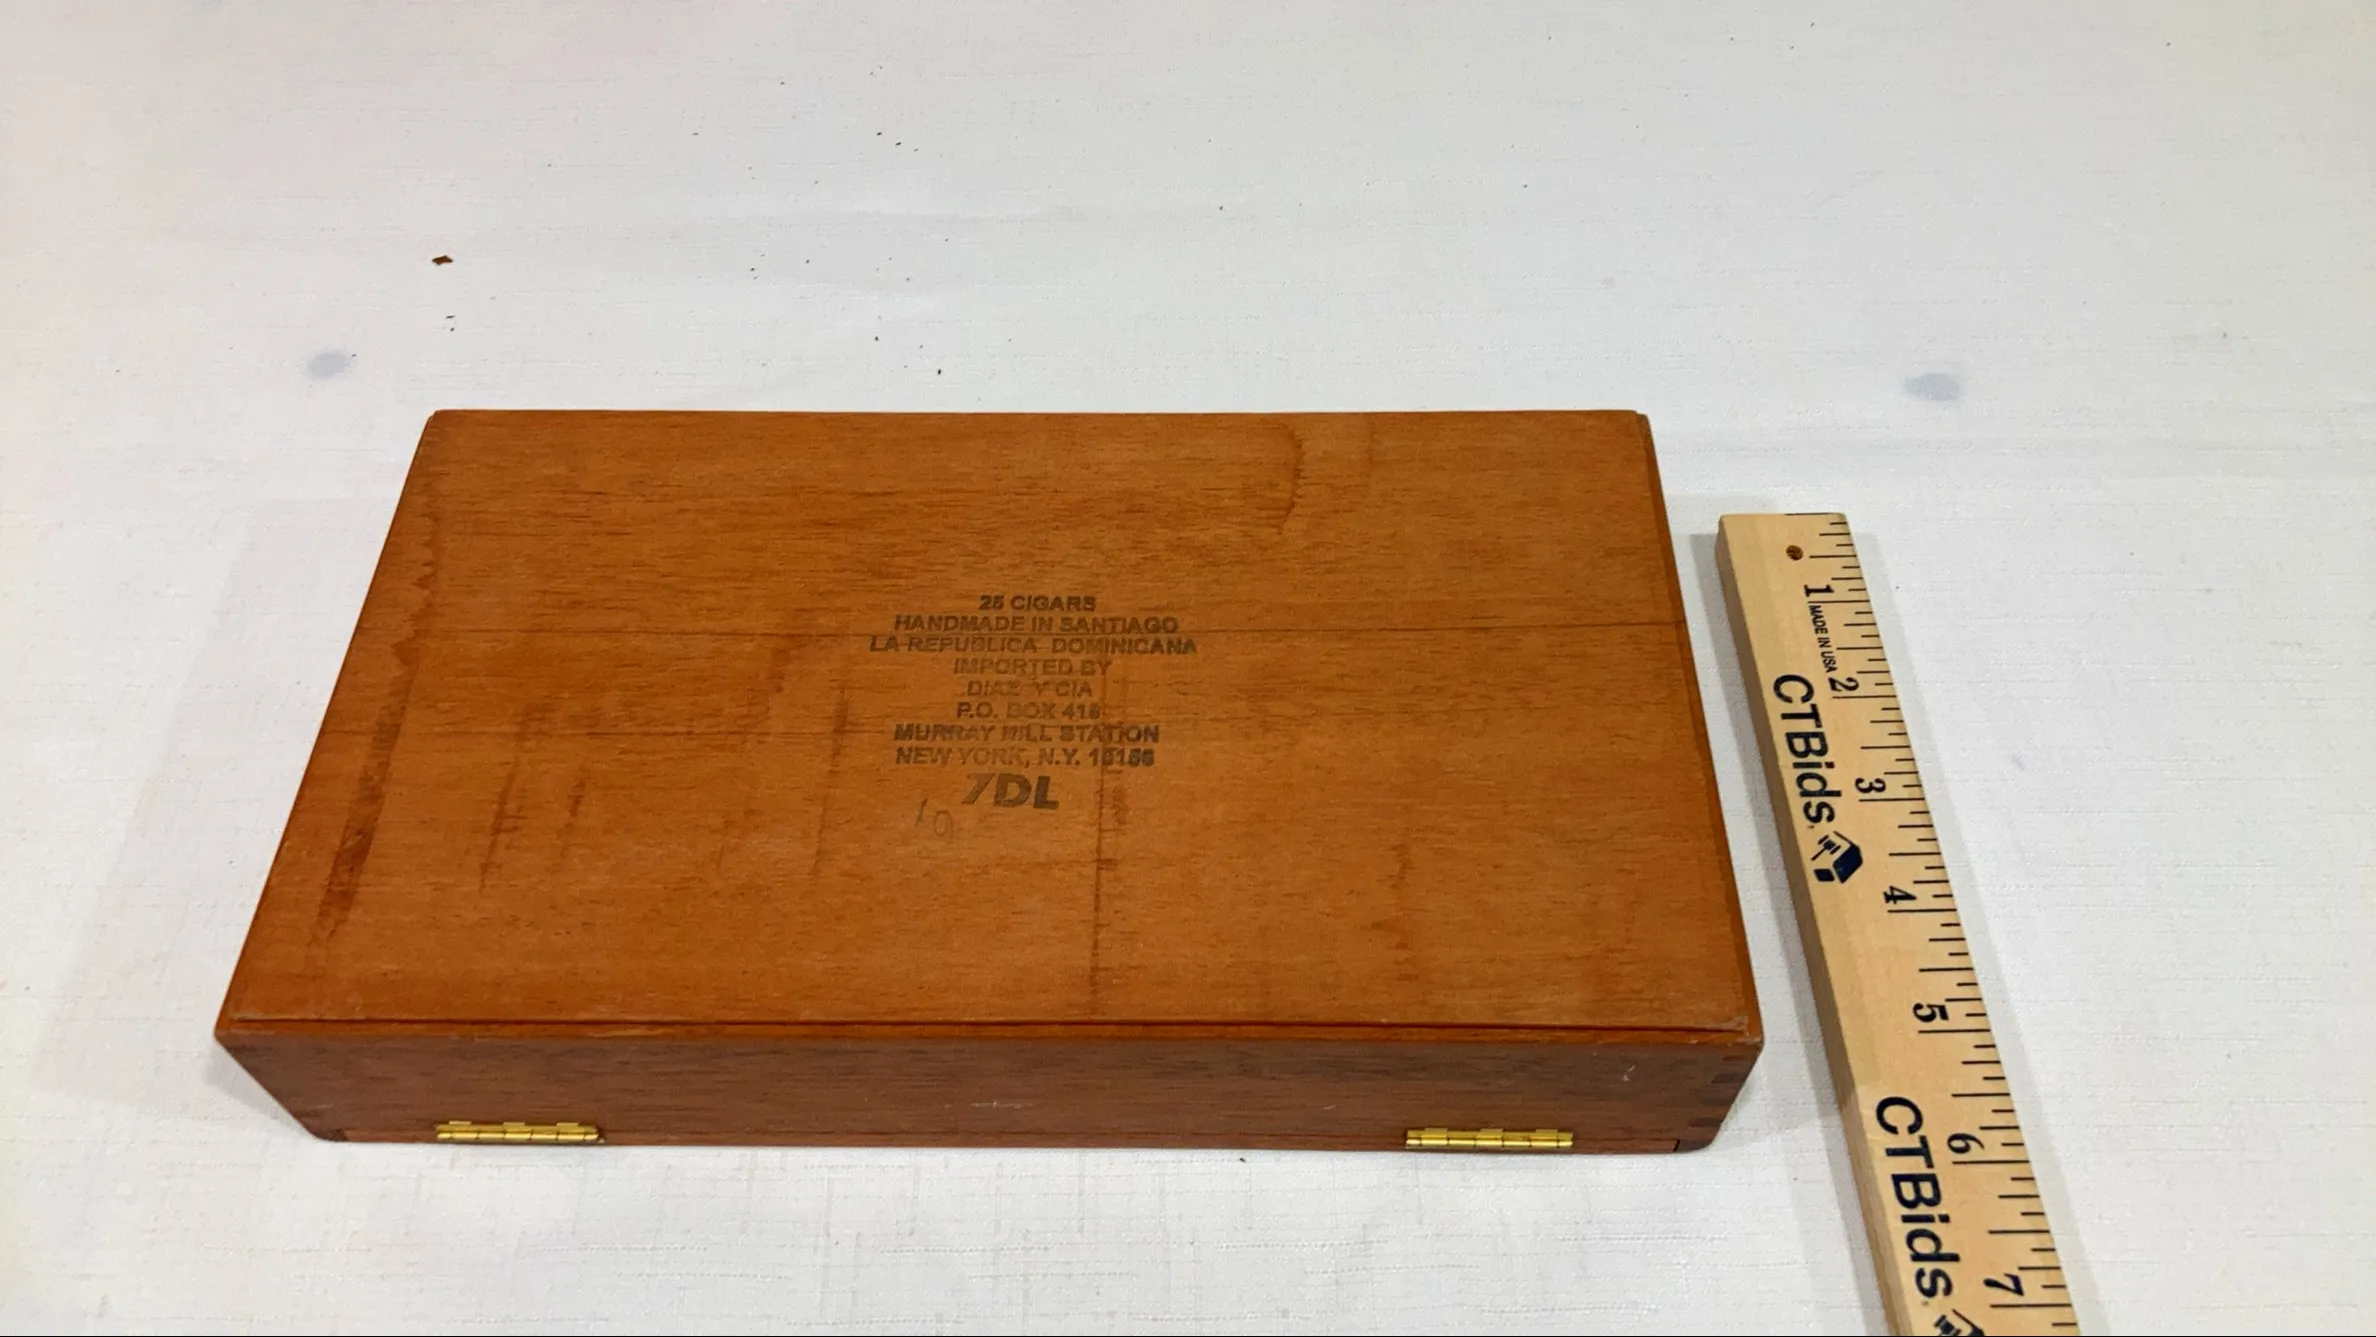 25 CIGARS
HANDMADE IN SANTIAGO
LA REPUBLICA DOMINICANA
IMPORTED BY
DIAZ Y CIA
P.O. BOX 418
MURRAY HILL STATION
NEW YORK, N.Y. 10156
7DL
10
1
MADE IN USA
2
CTBids
3
4
5
CTBids
6
7